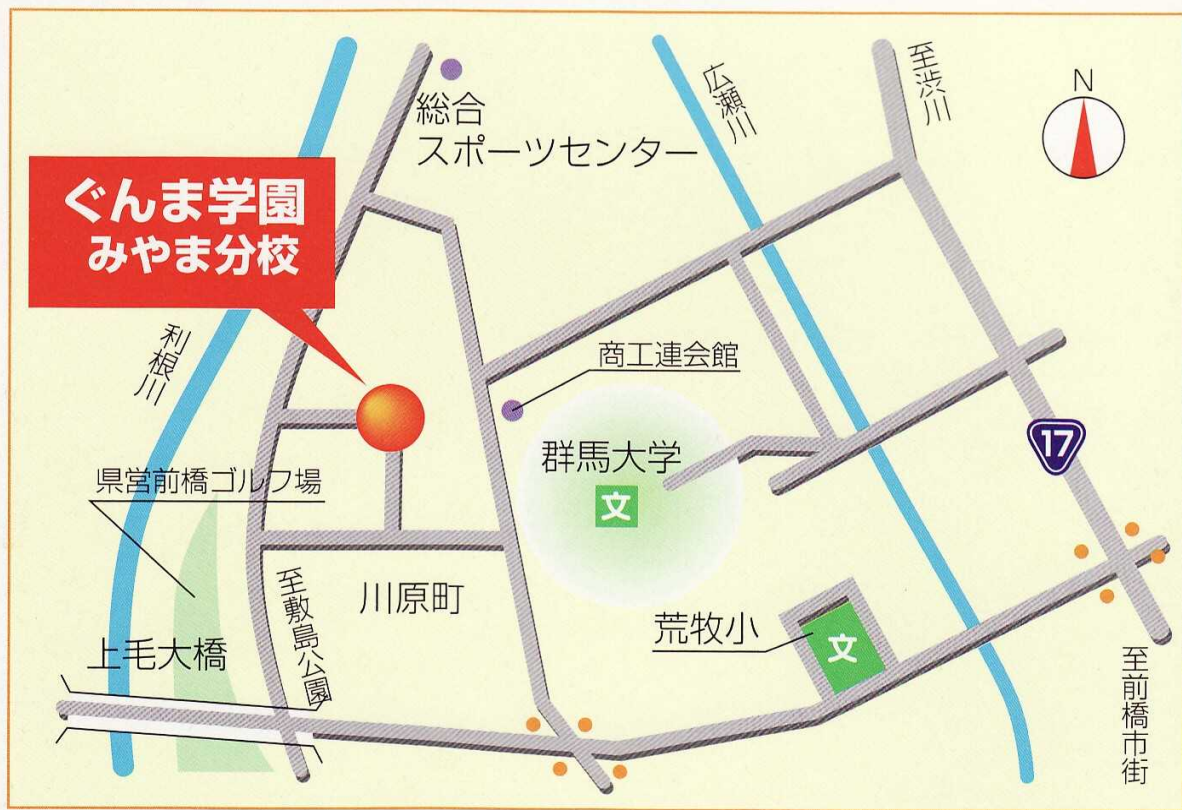 総合
スポーツセンター
広瀬川
至渋川
N
ぐんま学園
みやま分校
利根川
商工連会館
群馬大学
文
17
県営前橋ゴルフ場
川原町
至敷島公園
荒牧小
文
上毛大橋
至前橋市街